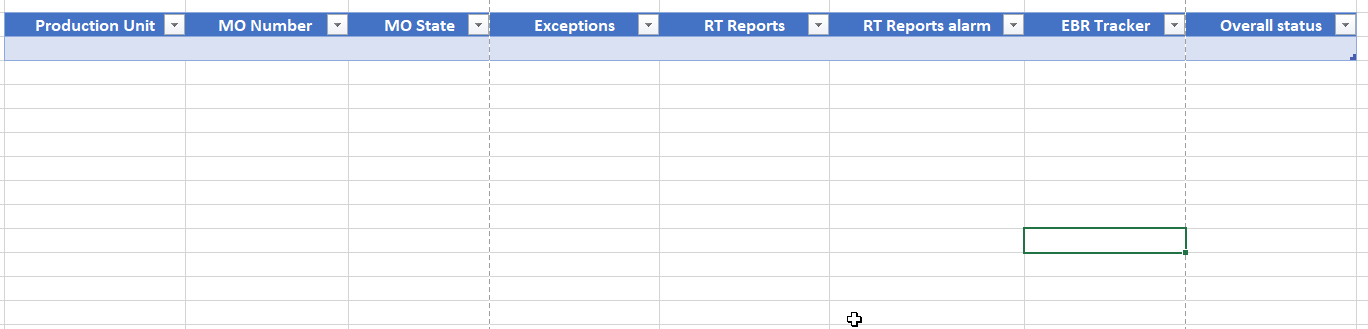 Production Unit MO Number MO State Exceptions RT Reports RT Reports alarm EBR Tracker Overall status